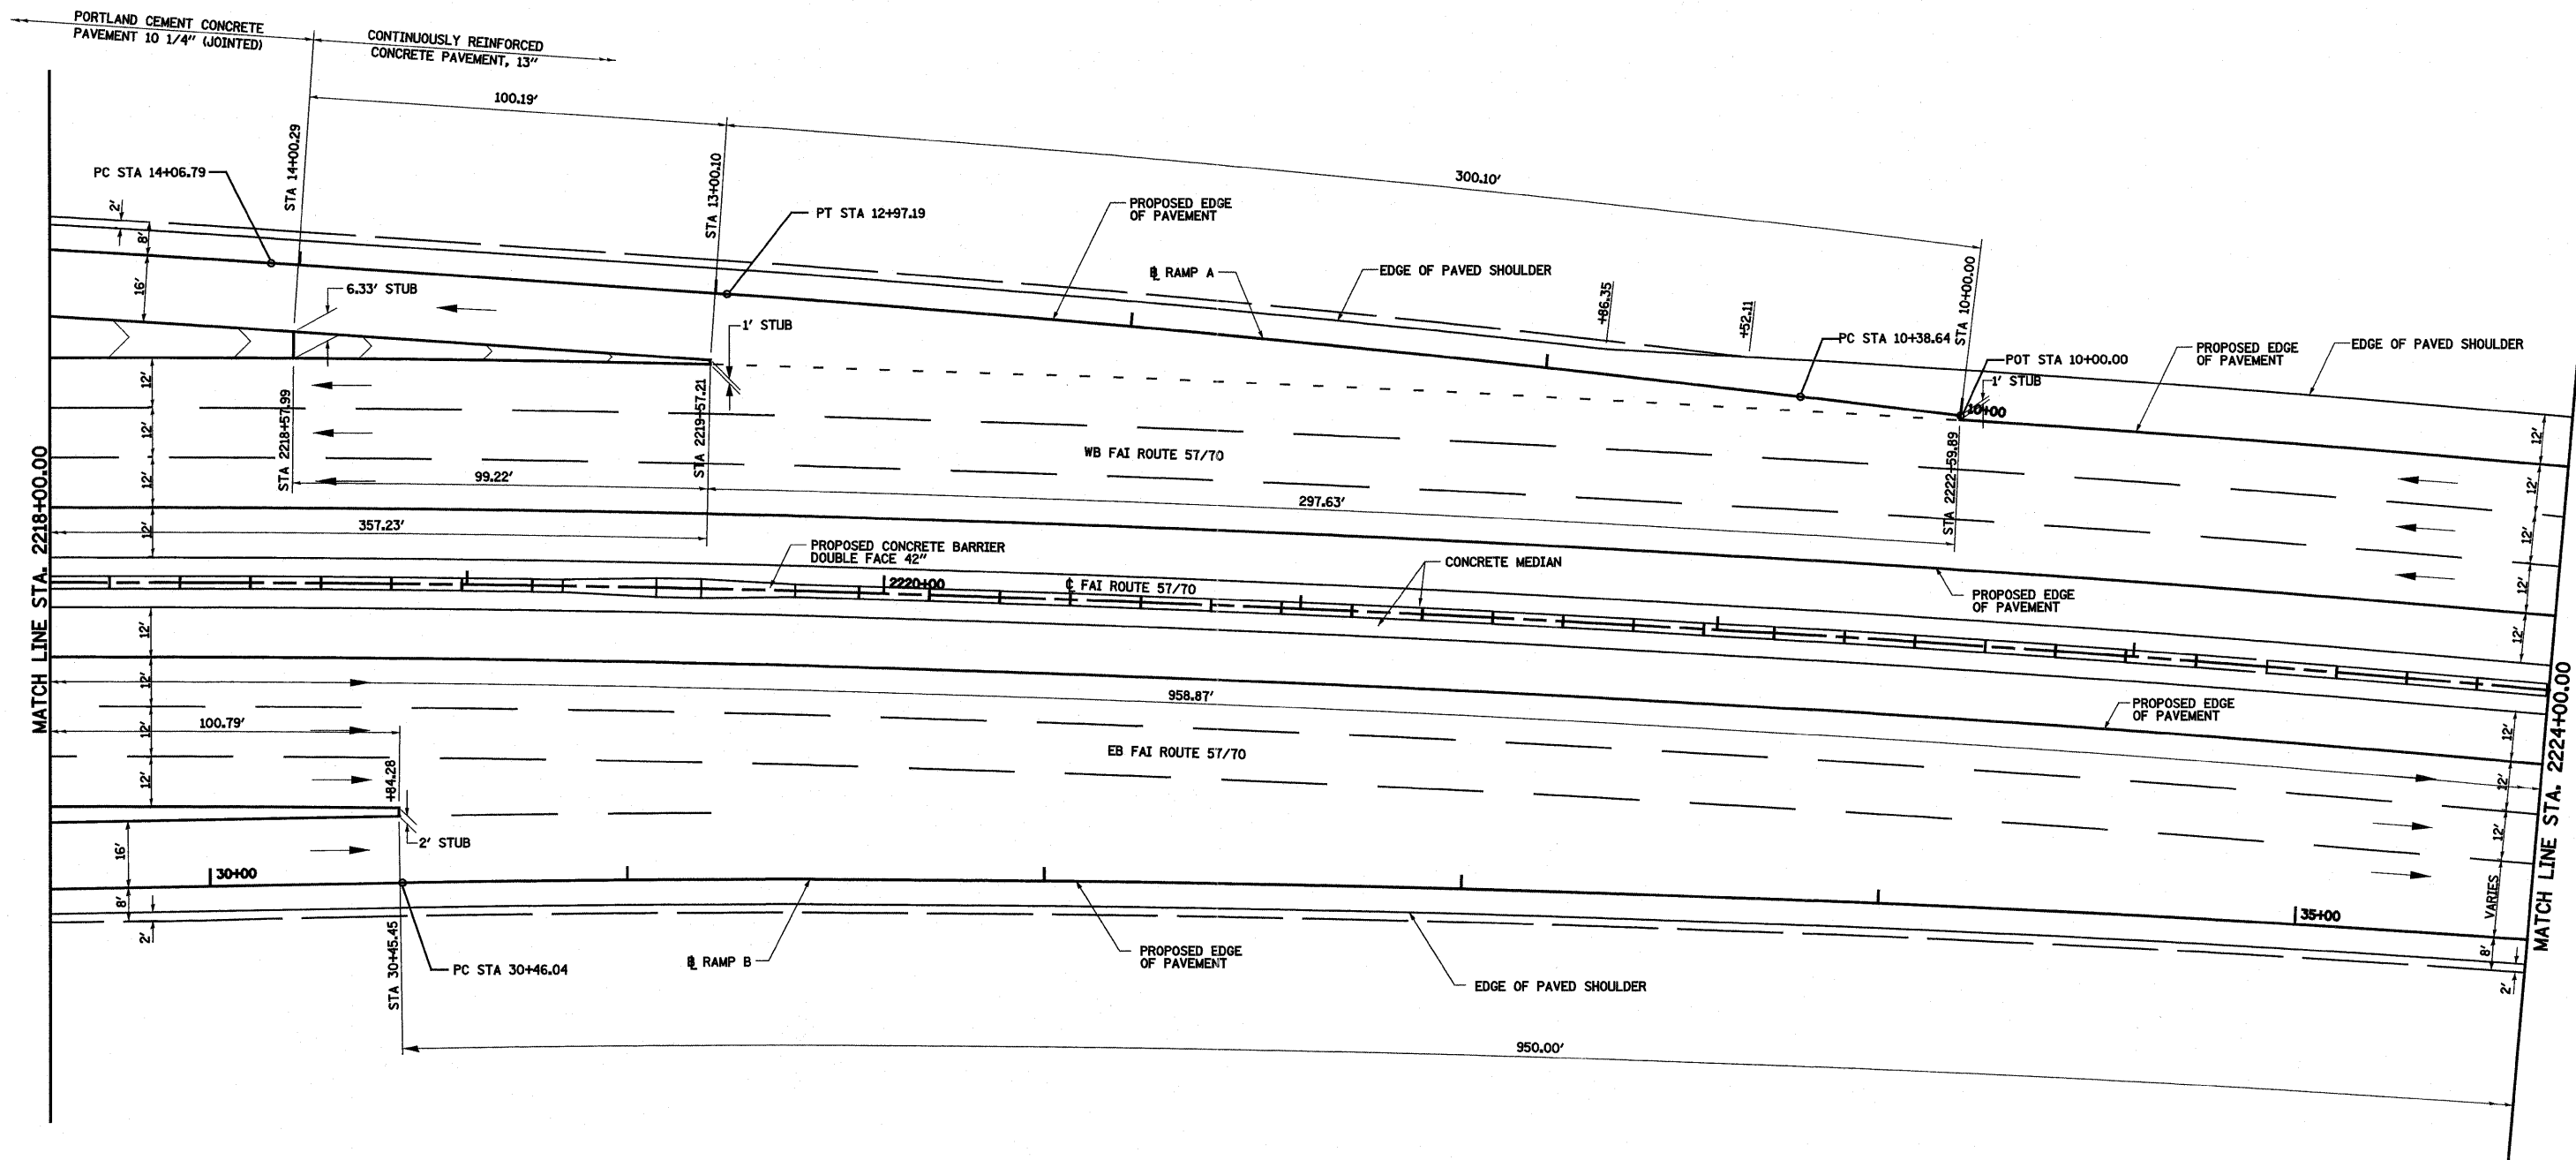 PORTLAND CEMENT CONCRETE
PAVEMENT 10 1/4" (JOINTED)
CONTINUOUSLY REINFORCED
CONCRETE PAVEMENT, 13"
100.19'
300.10'
STA 14+00.29
STA 13+00.10
STA 10+00.00
PC STA 14+06.79
PT STA 12+97.19
PROPOSED EDGE
OF PAVEMENT
RAMP A
EDGE OF PAVED SHOULDER
+86.35
+52.11
PC STA 10+38.64
POT STA 10+00.00
1' STUB
10+00
PROPOSED EDGE
OF PAVEMENT
EDGE OF PAVED SHOULDER
2'
8'
16'
6.33' STUB
1' STUB
12'
12'
12'
12'
STA 2218+57.99
STA 2219+57.21
STA 2222+59.89
WB FAI ROUTE 57/70
99.22'
297.63'
357.23'
12'
12'
12'
12'
12'
MATCH LINE STA. 2218+00.00
PROPOSED CONCRETE BARRIER
DOUBLE FACE 42"
2220+00
FAI ROUTE 57/70
CONCRETE MEDIAN
PROPOSED EDGE
OF PAVEMENT
12'
12'
12'
12'
958.87'
PROPOSED EDGE
OF PAVEMENT
100.79'
EB FAI ROUTE 57/70
+84.28'
2' STUB
16'
30+00
35+00
8'
2'
STA 30+45.45
PC STA 30+46.04
RAMP B
PROPOSED EDGE
OF PAVEMENT
EDGE OF PAVED SHOULDER
12'
12'
12'
VARIES
8'
2'
MATCH LINE STA. 2224+00.00
950.00'